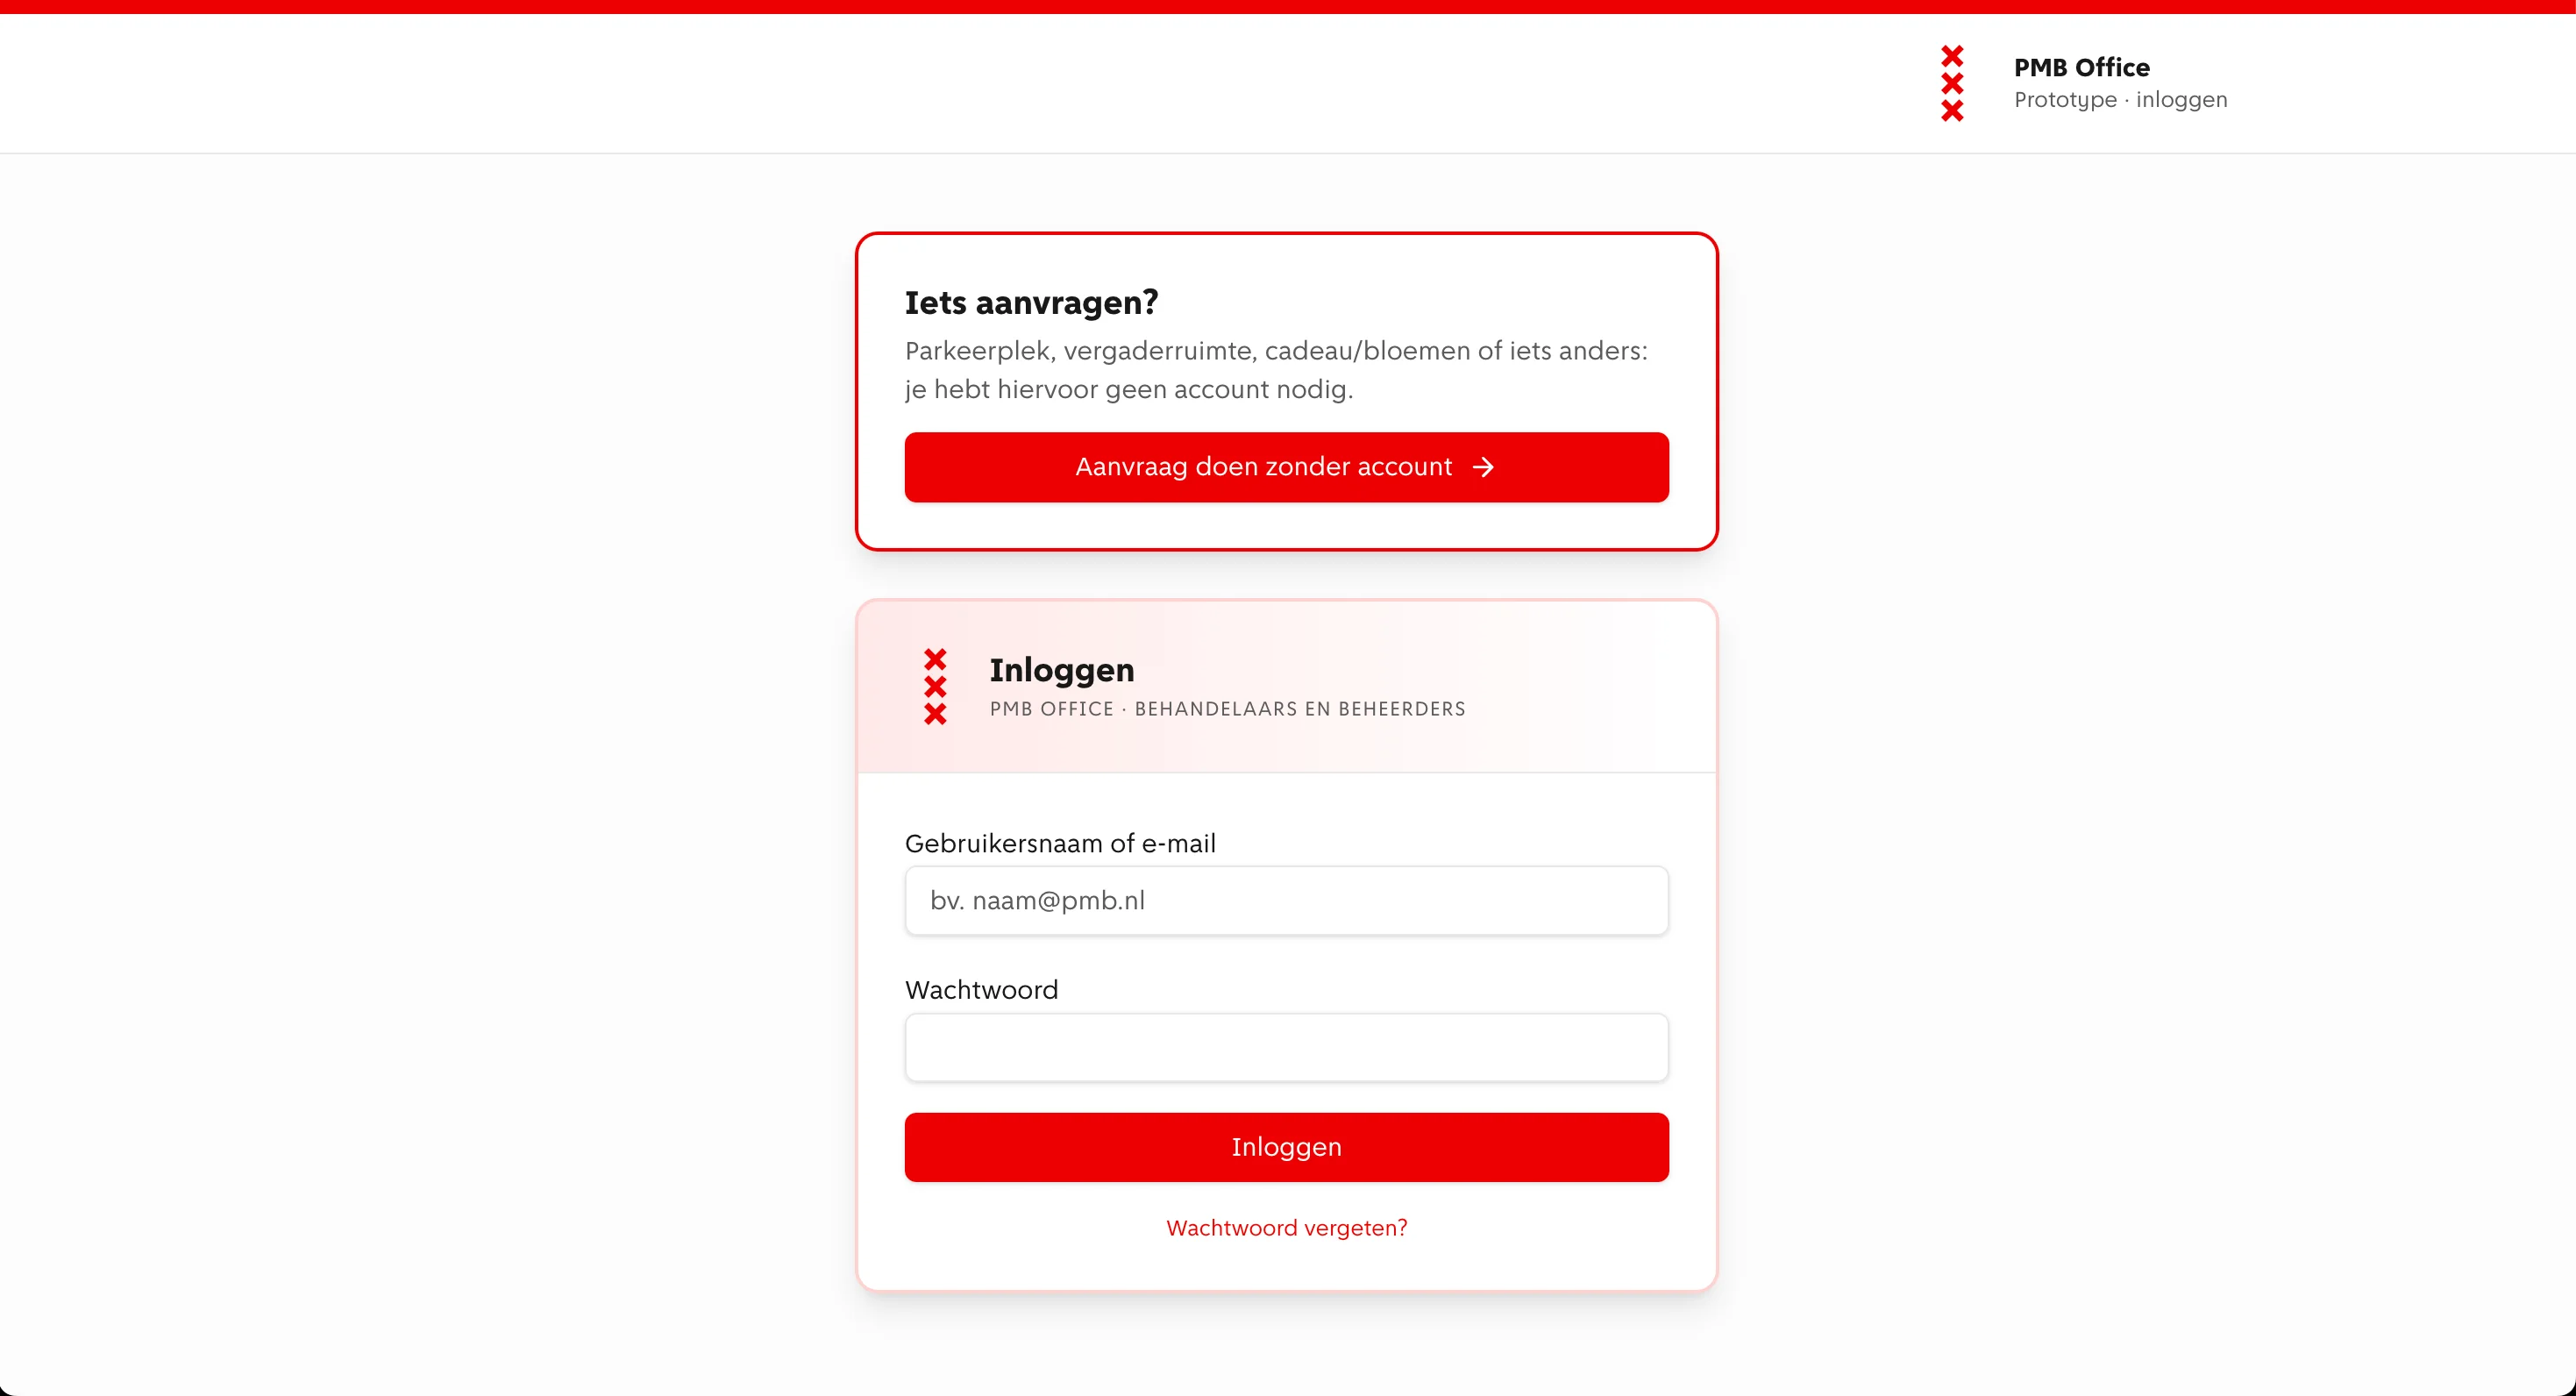 PMB Office
Prototype · inloggen
Iets aanvragen?
Parkeerplek, vergaderruimte, cadeau/bloemen of iets anders:
je hebt hiervoor geen account nodig.
Aanvraag doen zonder account →
Inloggen
PMB OFFICE · BEHANDELAARS EN BEHEERDERS
Gebruikersnaam of e-mail
bv. naam@pmb.nl
Wachtwoord
Inloggen
Wachtwoord vergeten?